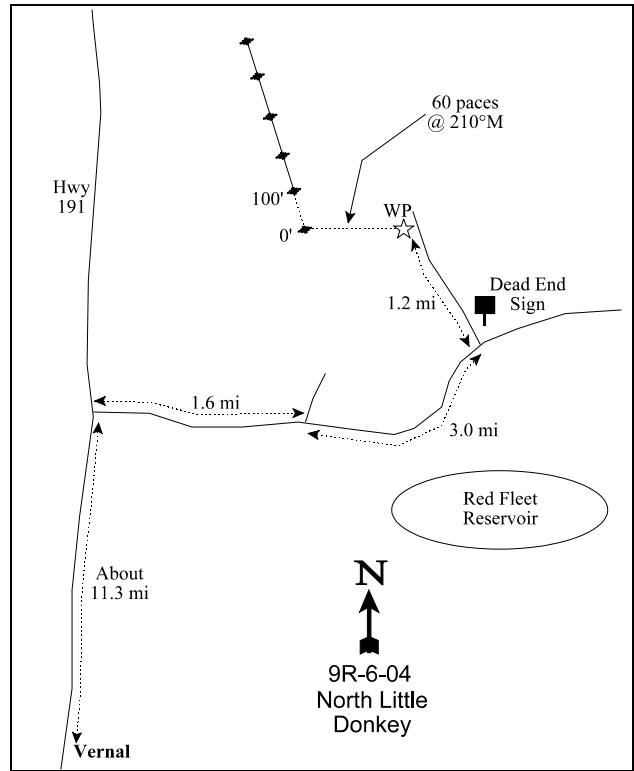 60 paces
@ 210°M
Hwy
191
100'
WP
0'
Dead End
Sign
1.2 mi
1.6 mi
3.0 mi
Red Fleet
Reservoir
About
11.3 mi
N
9R-6-04
North Little
Donkey
Vernal